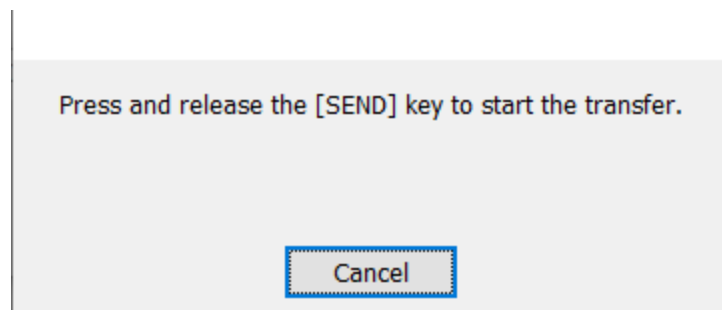 Press and release the [SEND] key to start the transfer.
Cancel